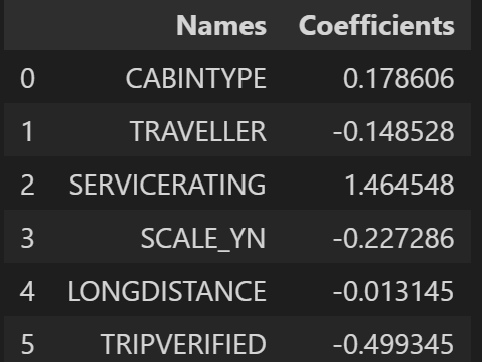 Names Coefficients
0 CABINTYPE 0.178606
1 TRAVELLER -0.148528
2 SERVICERATING 1.464548
3 SCALE_YN -0.227286
4 LONGDISTANCE -0.013145
5 TRIPVERIFIED -0.499345